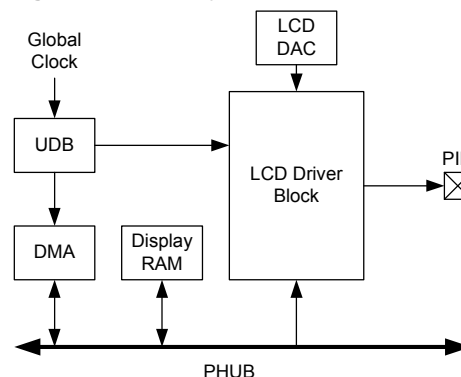 LCD
DAC
Global
Clock
UDB
LCD Driver
Block
DMA
Display
RAM
PHUB